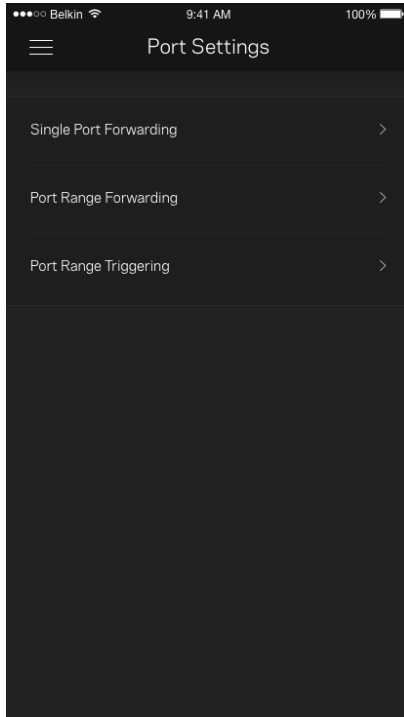 Belkin 9:41 AM 100%
Port Settings
Single Port Forwarding
Port Range Forwarding
Port Range Triggering